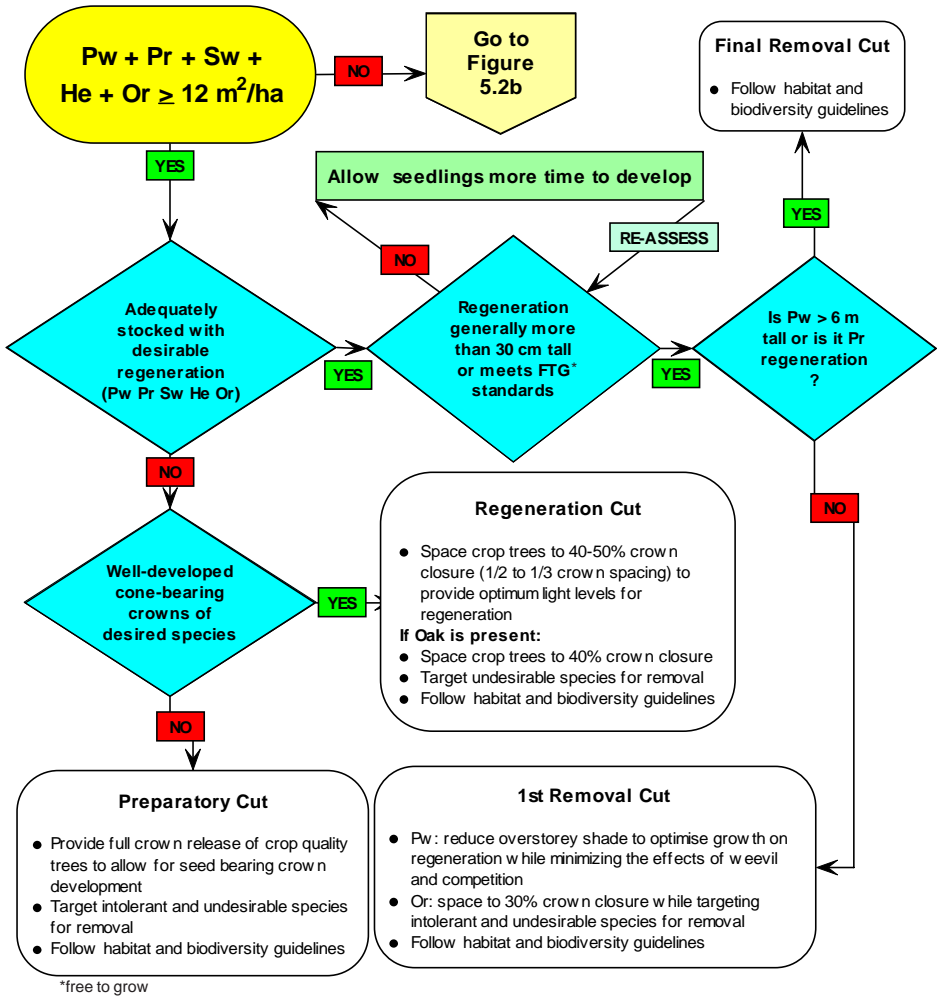 Pw + Pr + Sw +
He + Or ≥ 12 m²/ha
NO
Go to
Figure
5.2b
Final Removal Cut
● Follow habitat and
biodiversity guidelines
YES
Allow seedlings more time to develop
RE-ASSESS
NO
YES
Adequately
stocked with
desirable
regeneration
(Pw Pr Sw He Or)
YES
Regeneration
generally more
than 30 cm tall
or meets FTG*
standards
YES
Is Pw > 6 m
tall or is it Pr
regeneration
?
NO
NO
Well-developed
cone-bearing
crowns of
desired species
YES
Regeneration Cut
● Space crop trees to 40-50% crown
closure (1/2 to 1/3 crown spacing) to
provide optimum light levels for
regeneration
If Oak is present:
● Space crop trees to 40% crown closure
● Target undesirable species for removal
● Follow habitat and biodiversity guidelines
NO
Preparatory Cut
● Provide full crown release of crop quality
trees to allow for seed bearing crown
development
● Target intolerant and undesirable species
for removal
● Follow habitat and biodiversity guidelines
1st Removal Cut
● Pw: reduce overstorey shade to optimise growth on
regeneration while minimizing the effects of weevil
and competition
● Or: space to 30% crown closure while targeting
intolerant and undesirable species for removal
● Follow habitat and biodiversity guidelines
*free to grow